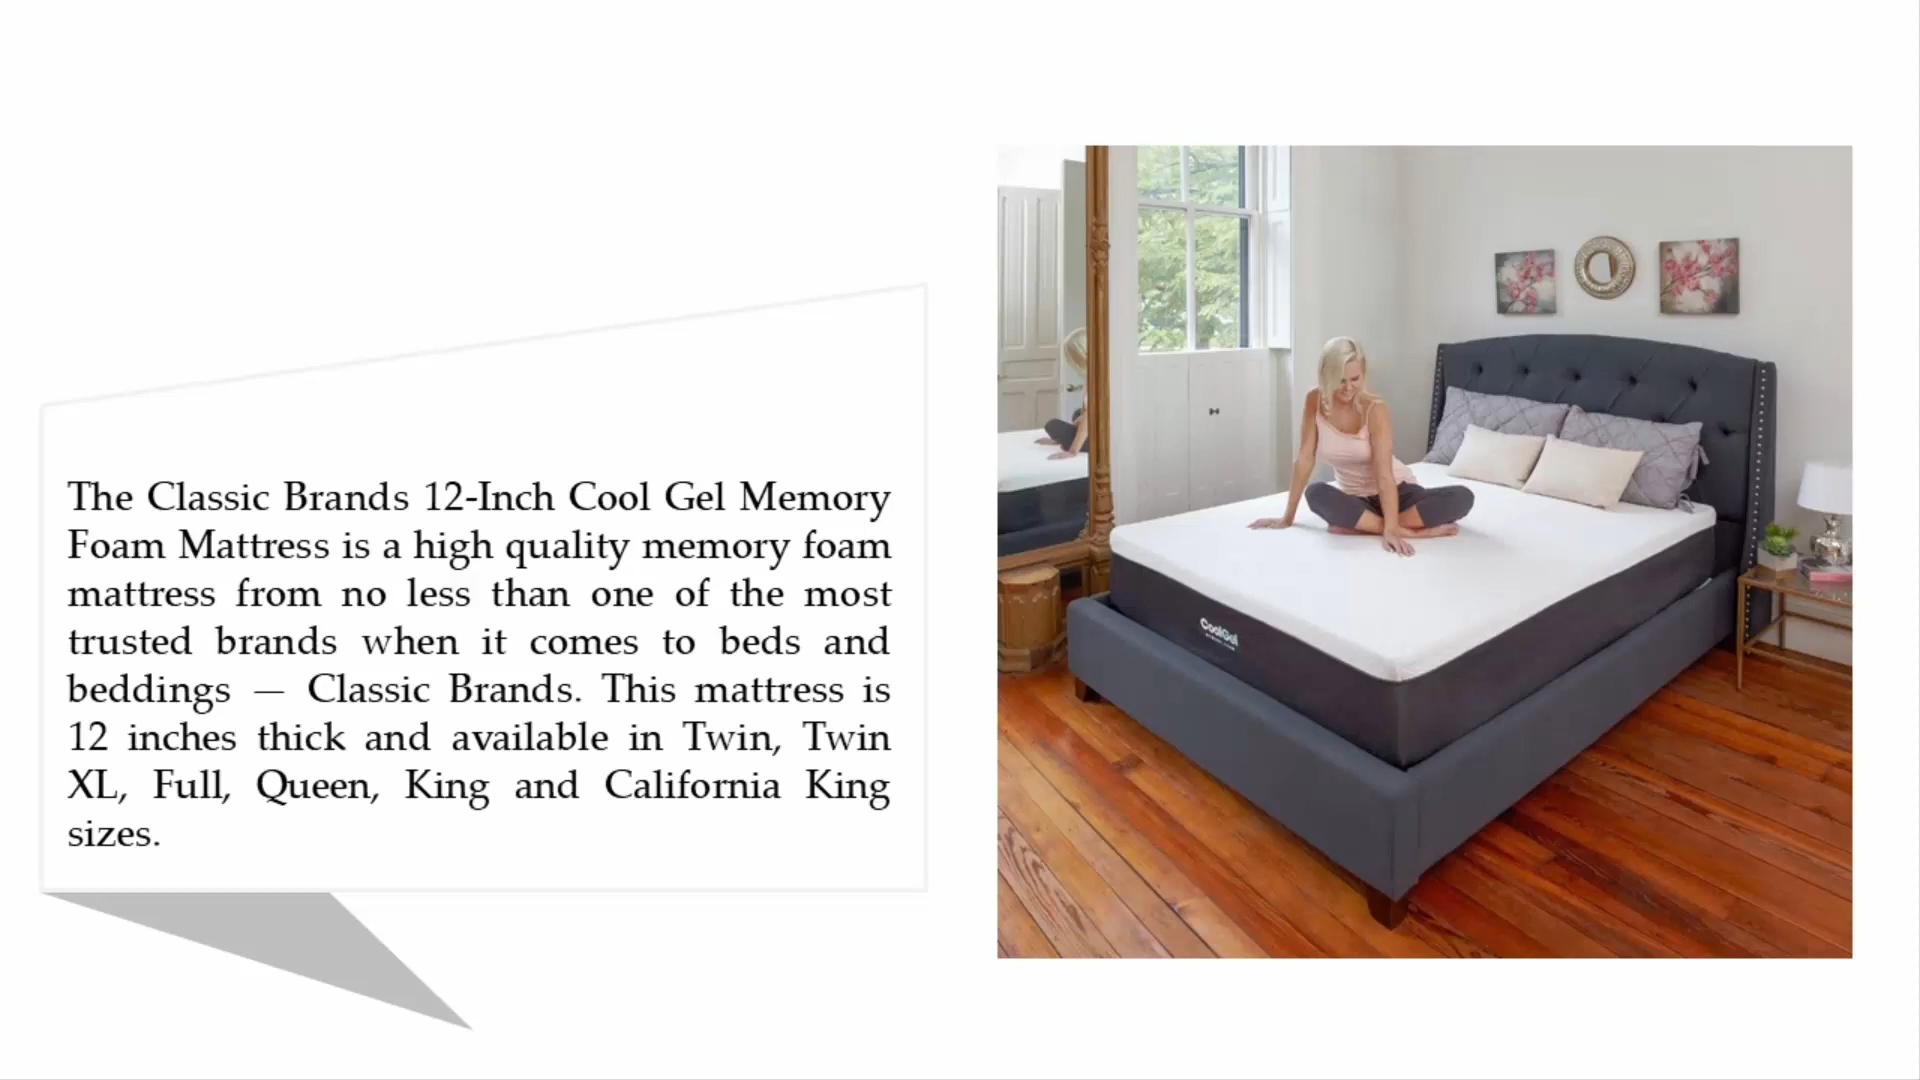 The Classic Brands 12-Inch Cool Gel Memory
Foam Mattress is a high quality memory foam
mattress from no less than one of the most
trusted brands when it comes to beds and
beddings — Classic Brands. This mattress is
12 inches thick and available in Twin, Twin
XL, Full, Queen, King and California King
sizes.
CoolGel